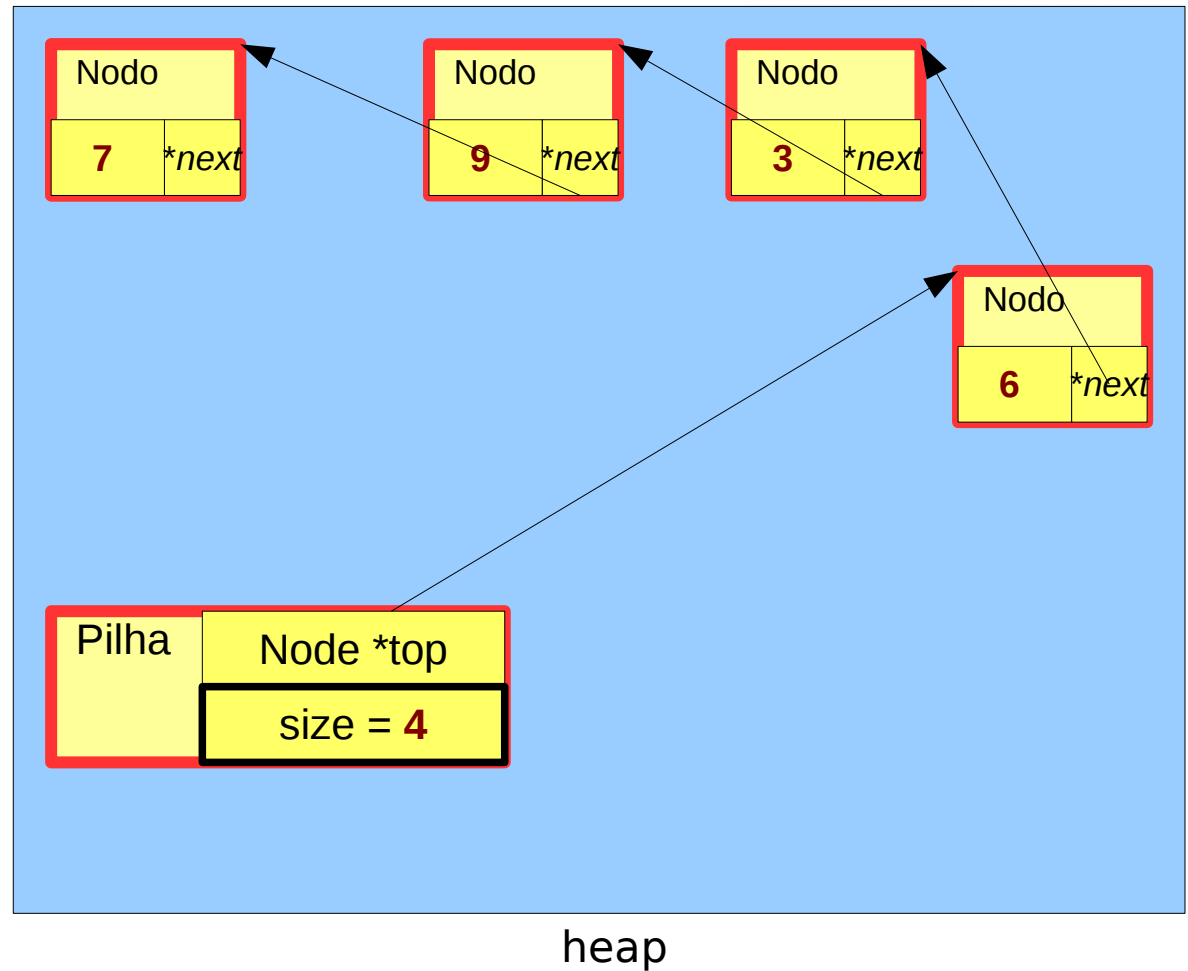 Nodo
7 *next
Nodo
9 *next
Nodo
3 *next
Nodo
6 *next
Pilha
Node *top
size = 4
heap